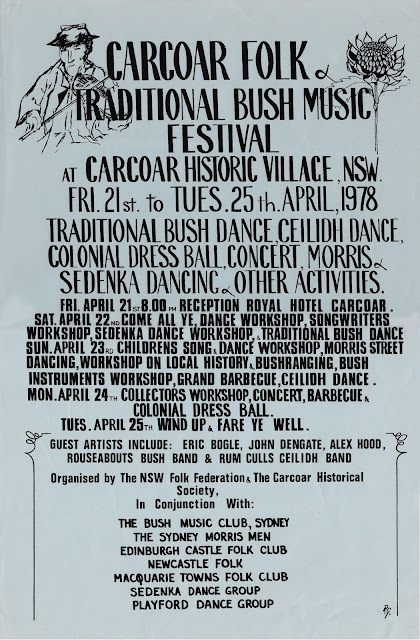 CARCOAR FOLK &
TRADITIONAL BUSH MUSIC
FESTIVAL
AT CARCOAR HISTORIC VILLAGE, NSW.
FRI. 21st. to TUES. 25th. APRIL, 1978
TRADITIONAL BUSH DANCE, CEILIDH DANCE,
COLONIAL DRESS BALL, CONCERT, MORRIS &
SEDENKA DANCING & OTHER ACTIVITIES.
FRI. APRIL 21ST 8.00 PM RECEPTION ROYAL HOTEL CARCOAR.
SAT. APRIL 22ND COME ALL YE, DANCE WORKSHOP, SONGWRITERS
WORKSHOP, SEDENKA DANCE WORKSHOP & TRADITIONAL BUSH DANCE
SUN. APRIL 23RD CHILDRENS SONG & DANCE WORKSHOP, MORRIS STREET
DANCING, WORKSHOP ON LOCAL HISTORY & BUSHRANGING, BUSH
INSTRUMENTS WORKSHOP, GRAND BARBECUE, CEILIDH DANCE.
MON. APRIL 24TH COLLECTORS WORKSHOP, CONCERT, BARBECUE &
COLONIAL DRESS BALL.
TUES. APRIL 25TH WIND UP & FARE YE WELL.
GUEST ARTISTS INCLUDE: ERIC BOGLE, JOHN DENGATE, ALEX HOOD,
ROUSEABOUTS BUSH BAND & RUM CULLS CEILIDH BAND
Organised by The NSW Folk Federation & The Carcoar Historical
Society,
In Conjunction With:
THE BUSH MUSIC CLUB, SYDNEY
THE SYDNEY MORRIS MEN
EDINBURGH CASTLE FOLK CLUB
NEWCASTLE FOLK
MACQUARIE TOWNS FOLK CLUB
SEDENKA DANCE GROUP
PLAYFORD DANCE GROUP